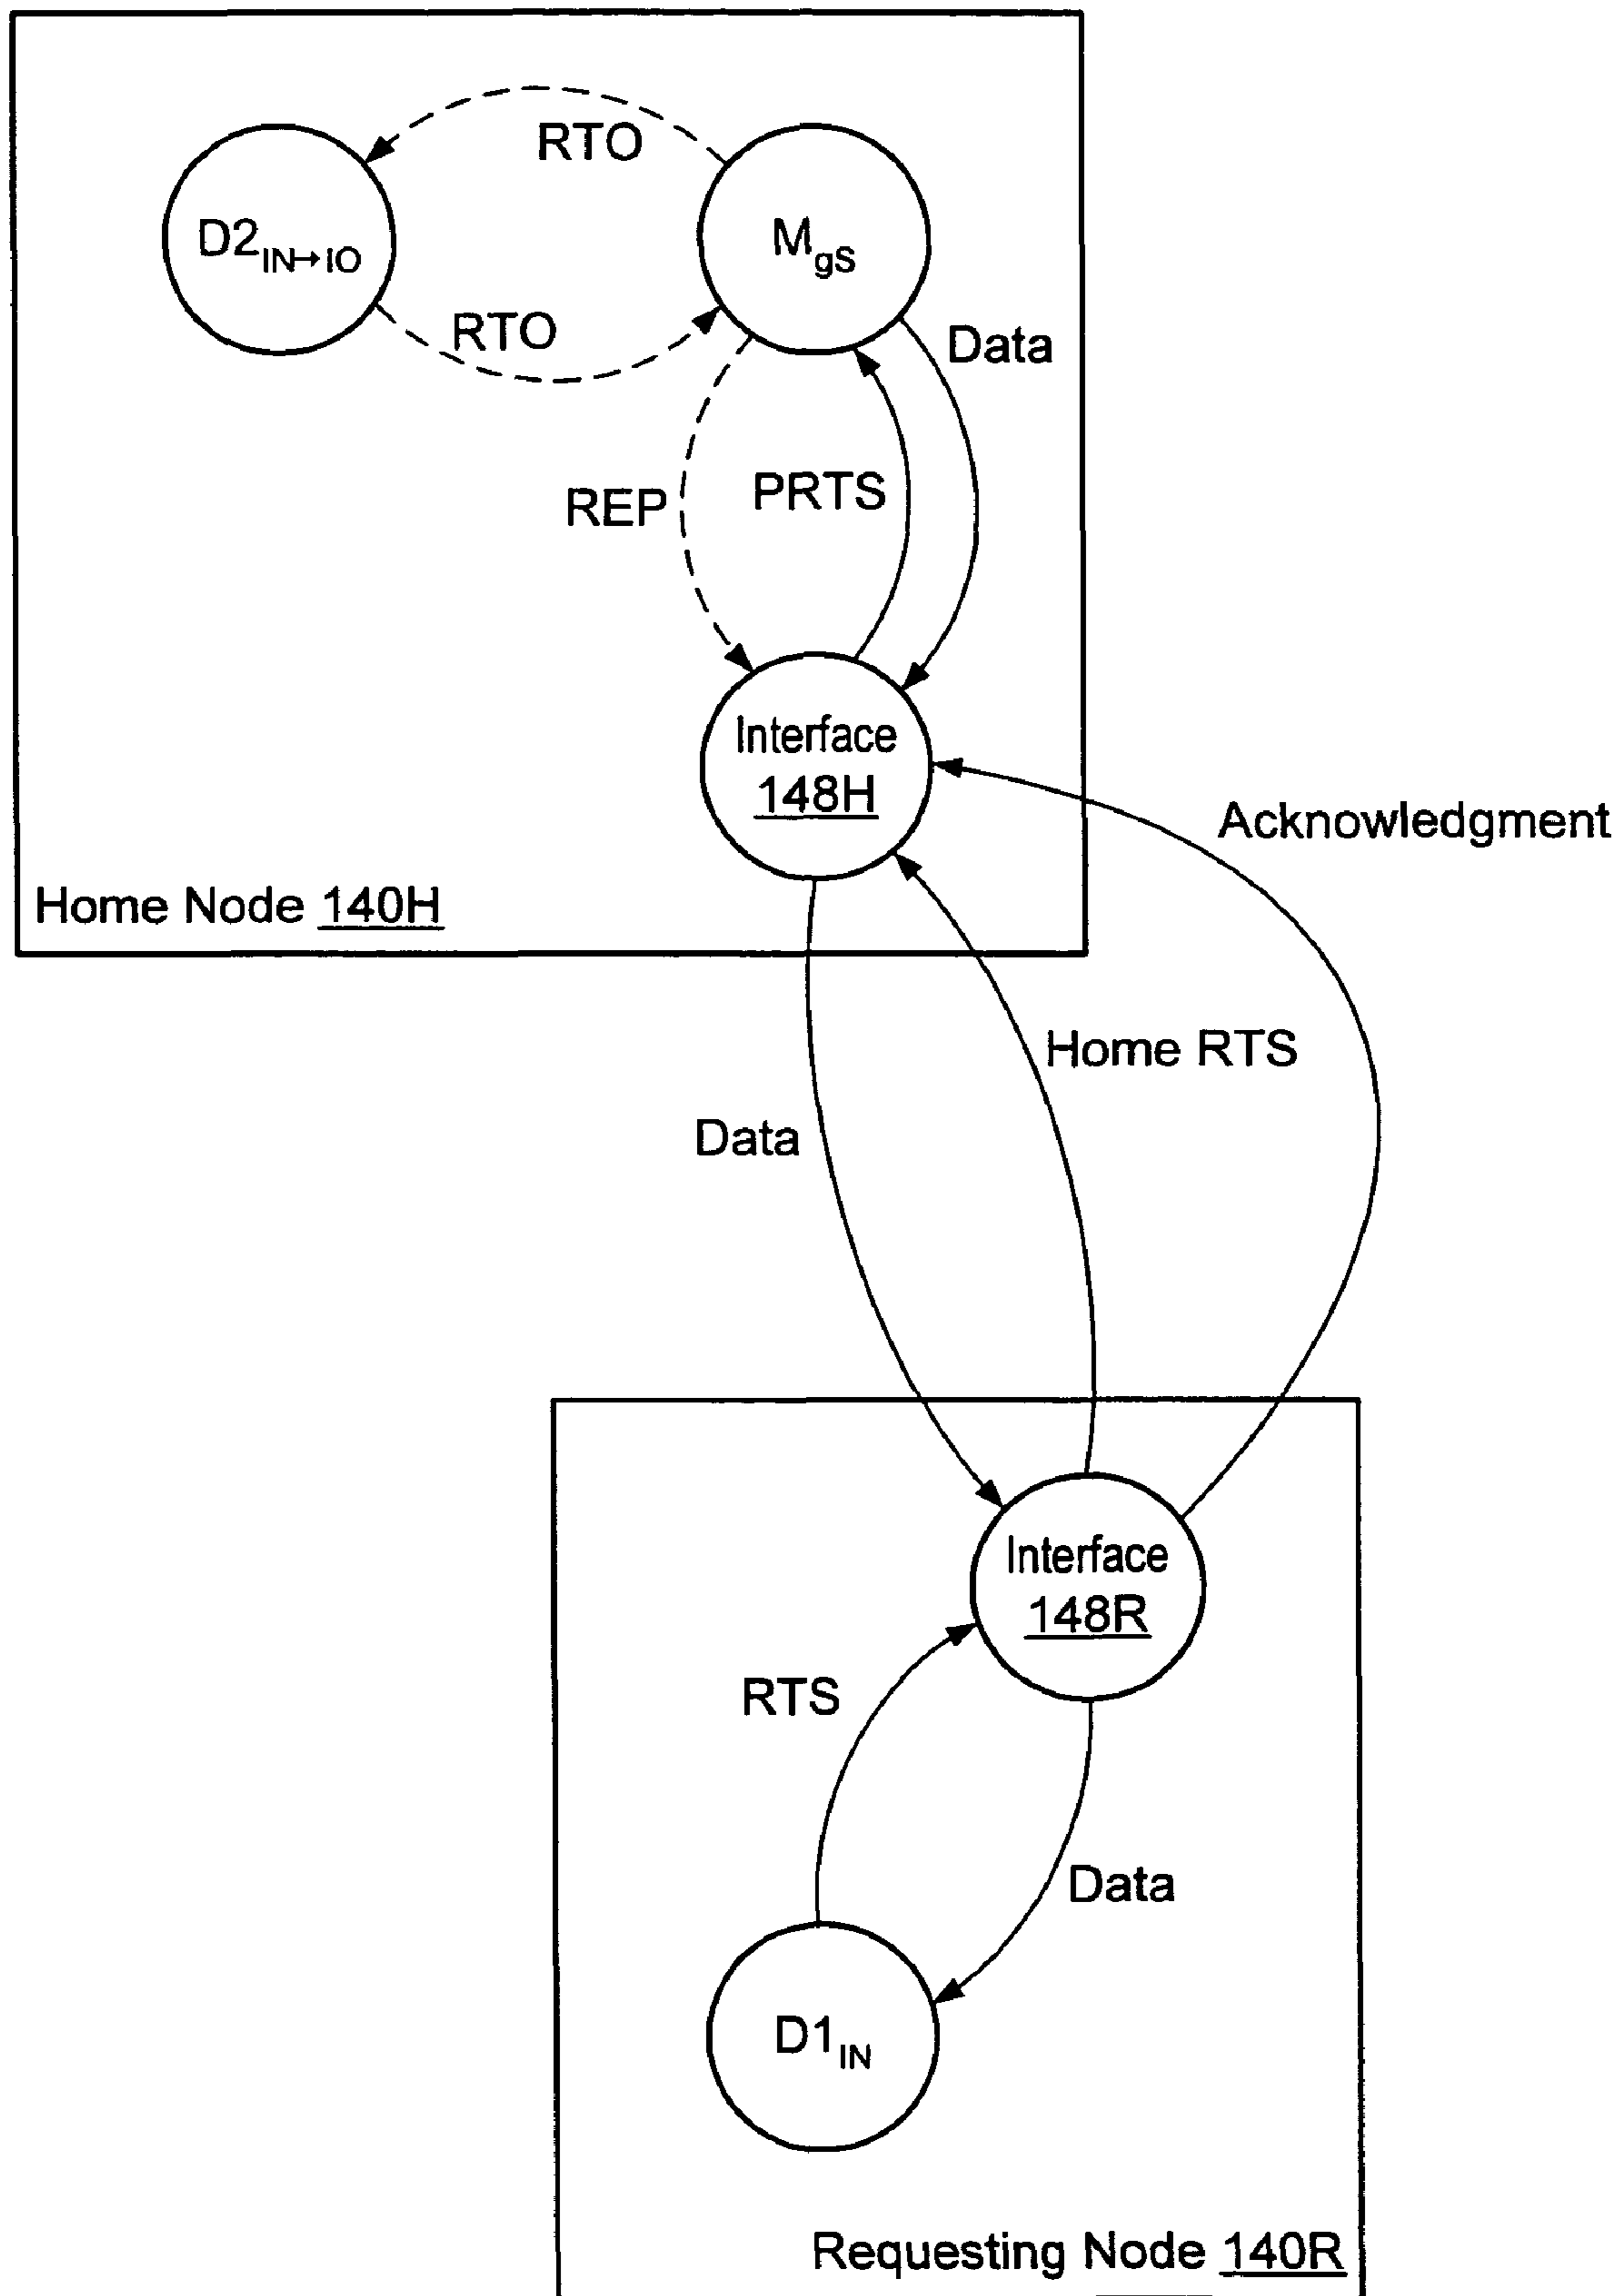 RTO
D2IN→IO
MgS
RTO
Data
REP
PRTS
Interface
148H
Acknowledgment
Home Node 140H
Home RTS
Data
Interface
148R
RTS
Data
D1IN
Requesting Node 140R